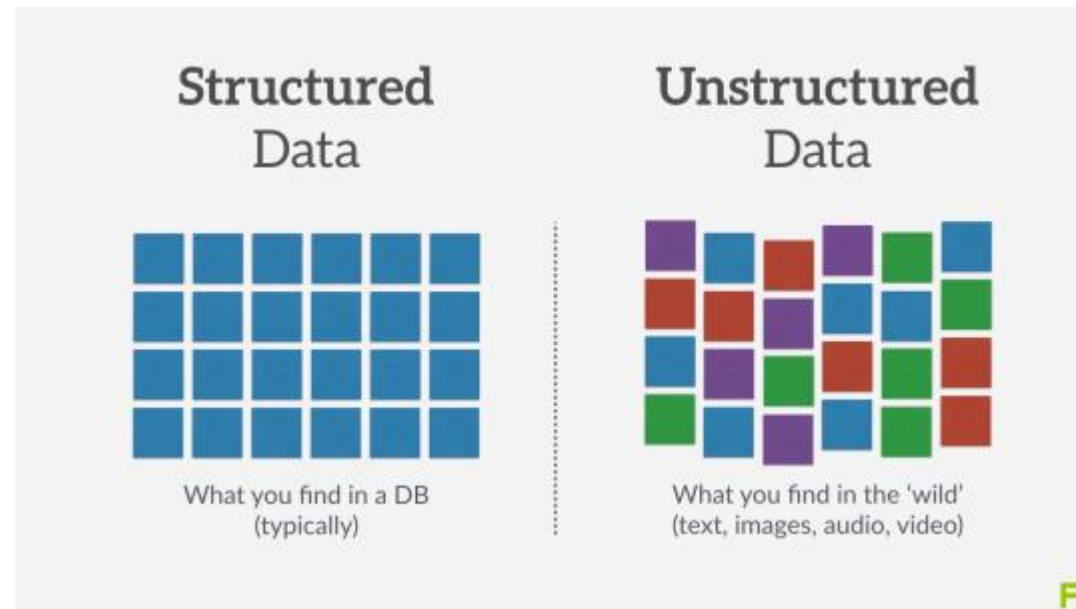 Structured
Data
What you find in a DB
(typically)
Unstructured
Data
What you find in the ‘wild’
(text, images, audio, video)
F